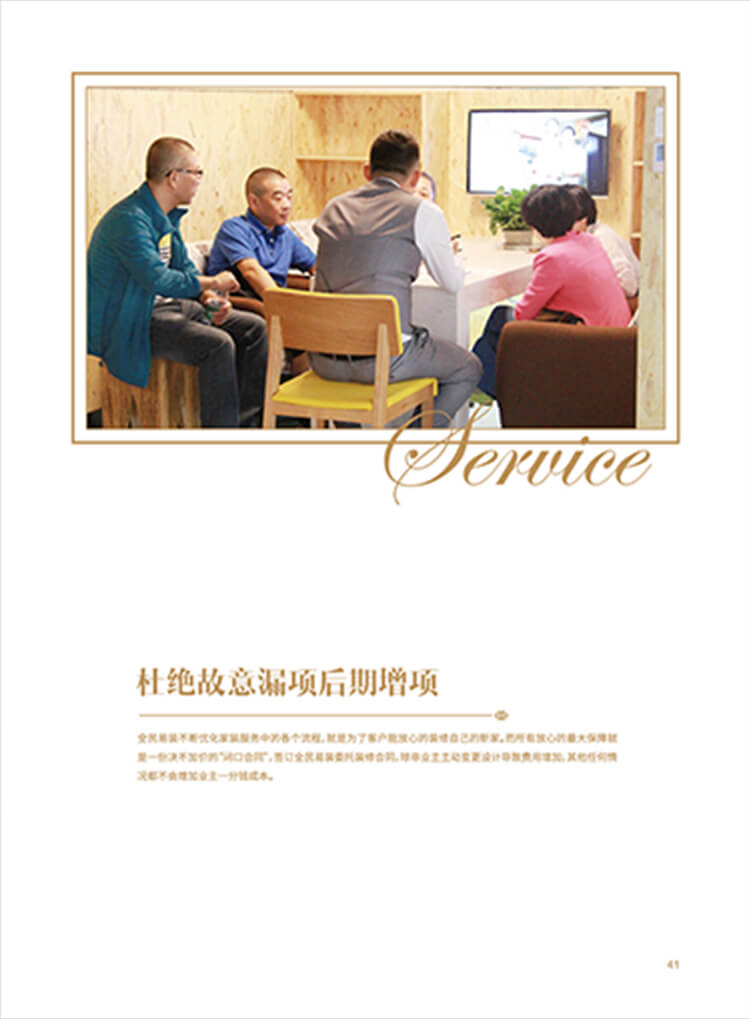 Service
杜绝故意漏项后期增项
全民易装不断优化家装服务中的各个流程，就是为了客户能放心的装修自己的新家。而所有放心的最大保障就
是一份决不加价的“闭口合同”，签订全民易装委托装修合同，除非业主主动变更设计导致费用增加，其他任何情
况都不会增加业主一分钱成本。
41